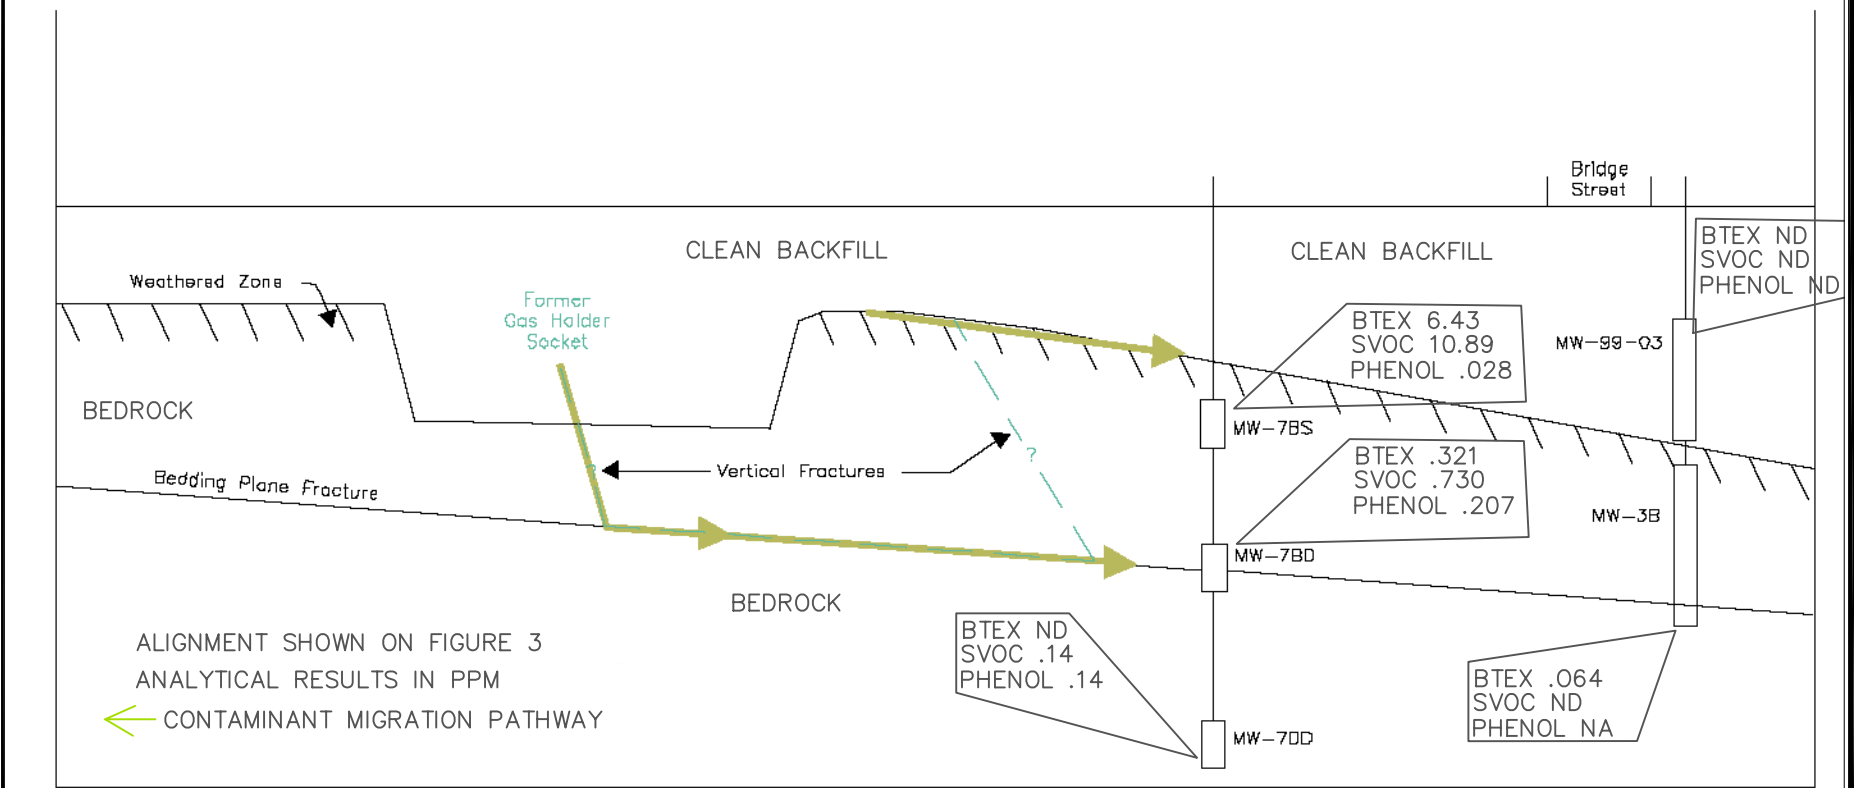 Bridge
Street
CLEAN BACKFILL
CLEAN BACKFILL
BTEX ND
SVOC ND
PHENOL ND
Weathered Zone
Former
Gas Holder
Socket
BTEX 6.43
SVOC 10.89
PHENOL .028
MW-99-03
BEDROCK
MW-7BS
Vertical Fractures
?
?
BTEX .321
SVOC .730
PHENOL .207
Bedding Plane Fracture
MW-3B
MW-7BD
BEDROCK
BTEX ND
SVOC .14
PHENOL .14
ALIGNMENT SHOWN ON FIGURE 3
ANALYTICAL RESULTS IN PPM
CONTAMINANT MIGRATION PATHWAY
BTEX .064
SVOC ND
PHENOL NA
MW-7DD